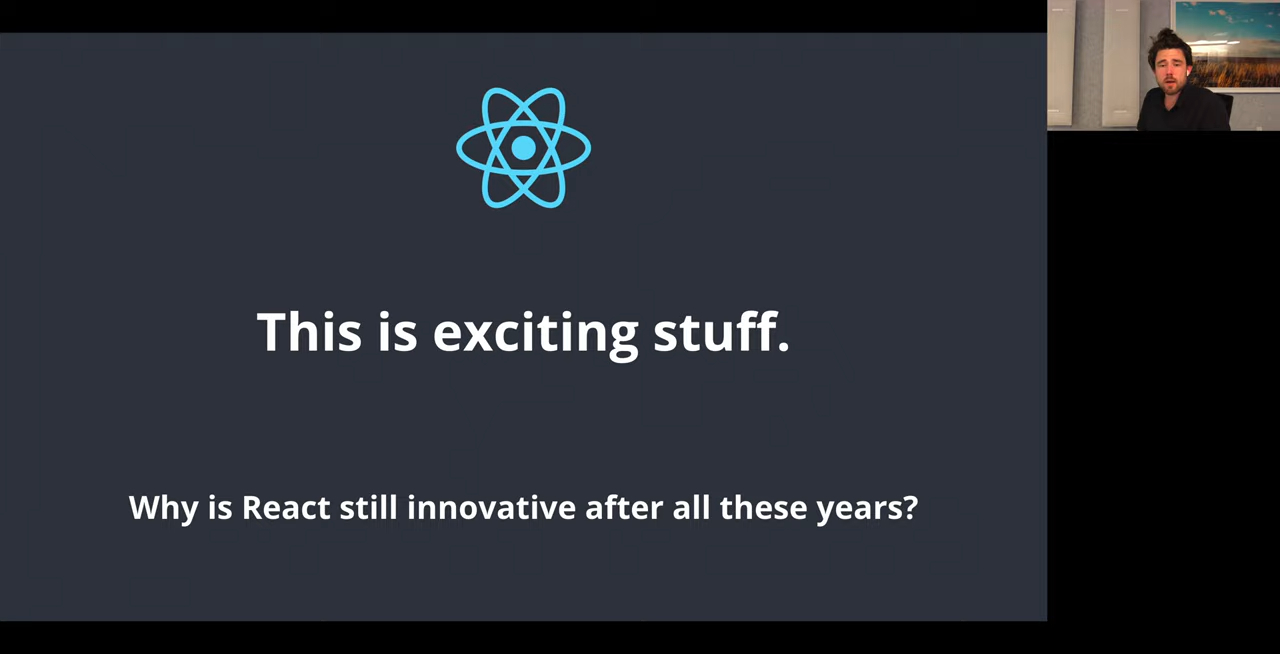 This is exciting stuff.
Why is React still innovative after all these years?